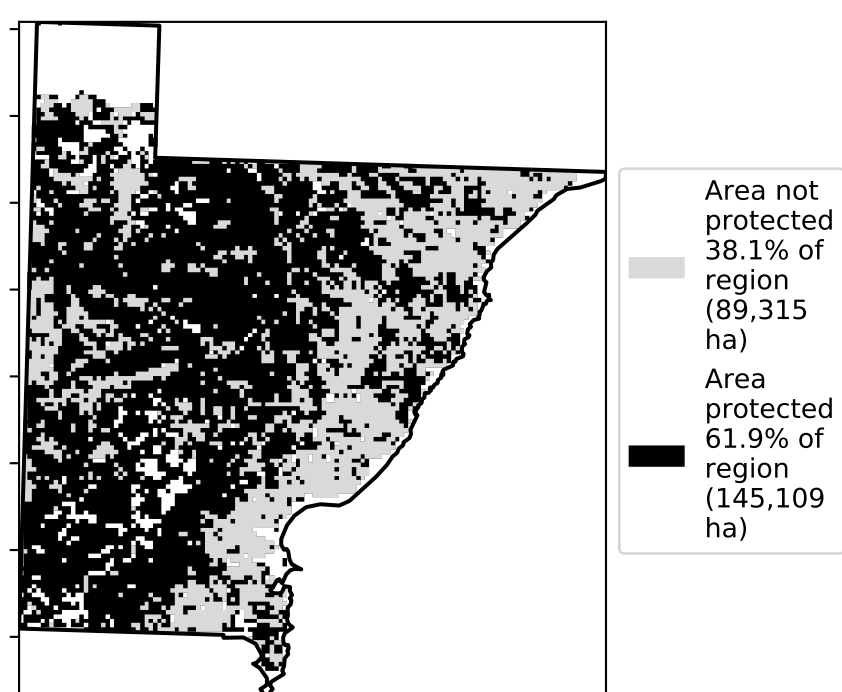 Area not
protected
38.1% of
region
(89,315
ha)
Area
protected
61.9% of
region
(145,109
ha)